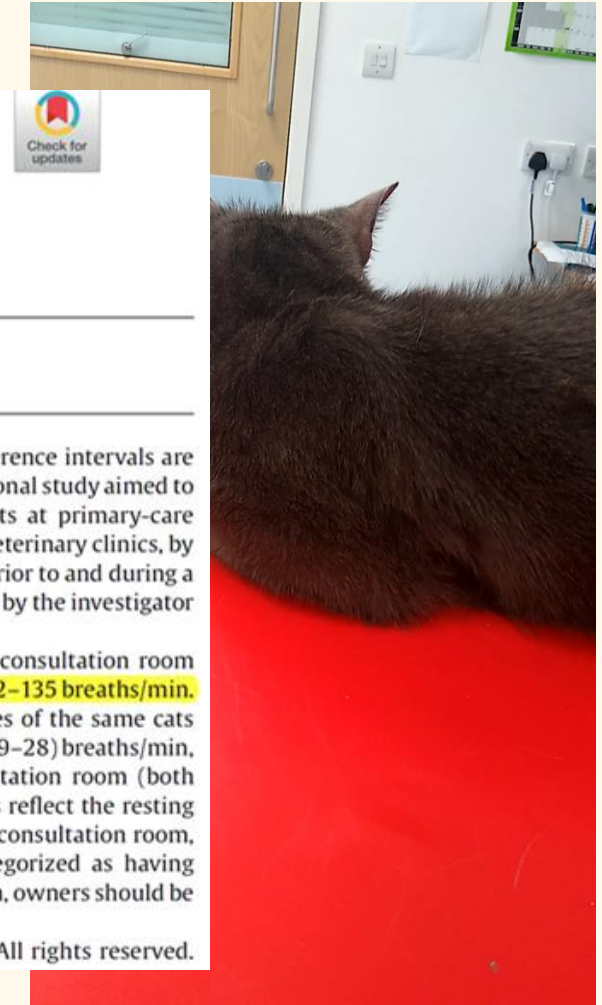 Check for
updates
rence intervals are
onal study aimed to
ts at primary-care
eterinary clinics, by
rior to and during a
by the investigator
consultation room
2–135 breaths/min.
es of the same cats
9–28) breaths/min,
tation room (both
reflect the resting
consultation room,
egorized as having
, owners should be
All rights reserved.